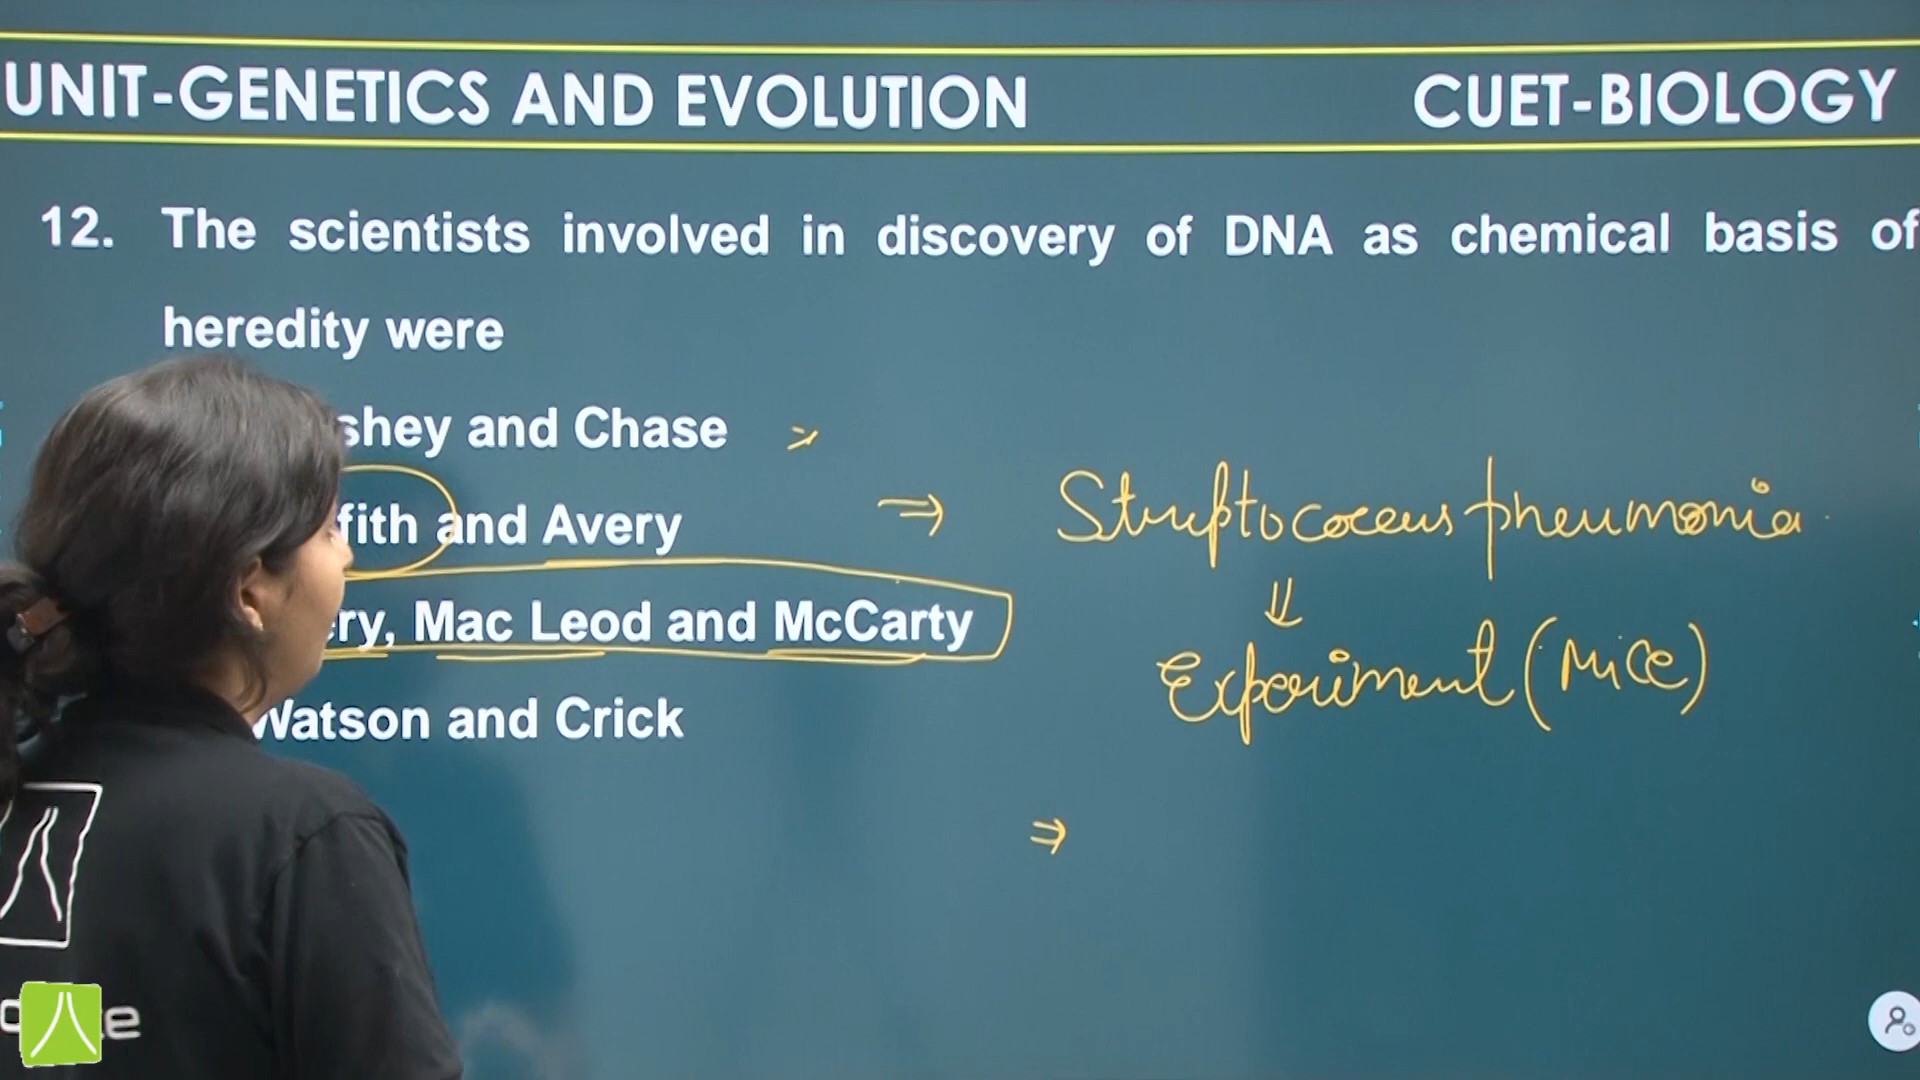 UNIT-GENETICS AND EVOLUTION CUET-BIOLOGY
12. The scientists involved in discovery of DNA as chemical basis of
heredity were
shey and Chase
fith and Avery ⇒ Streptococcus pneumonia
ry, Mac Leod and McCarty
⇓
Experiment (Mice)
Watson and Crick
⇒